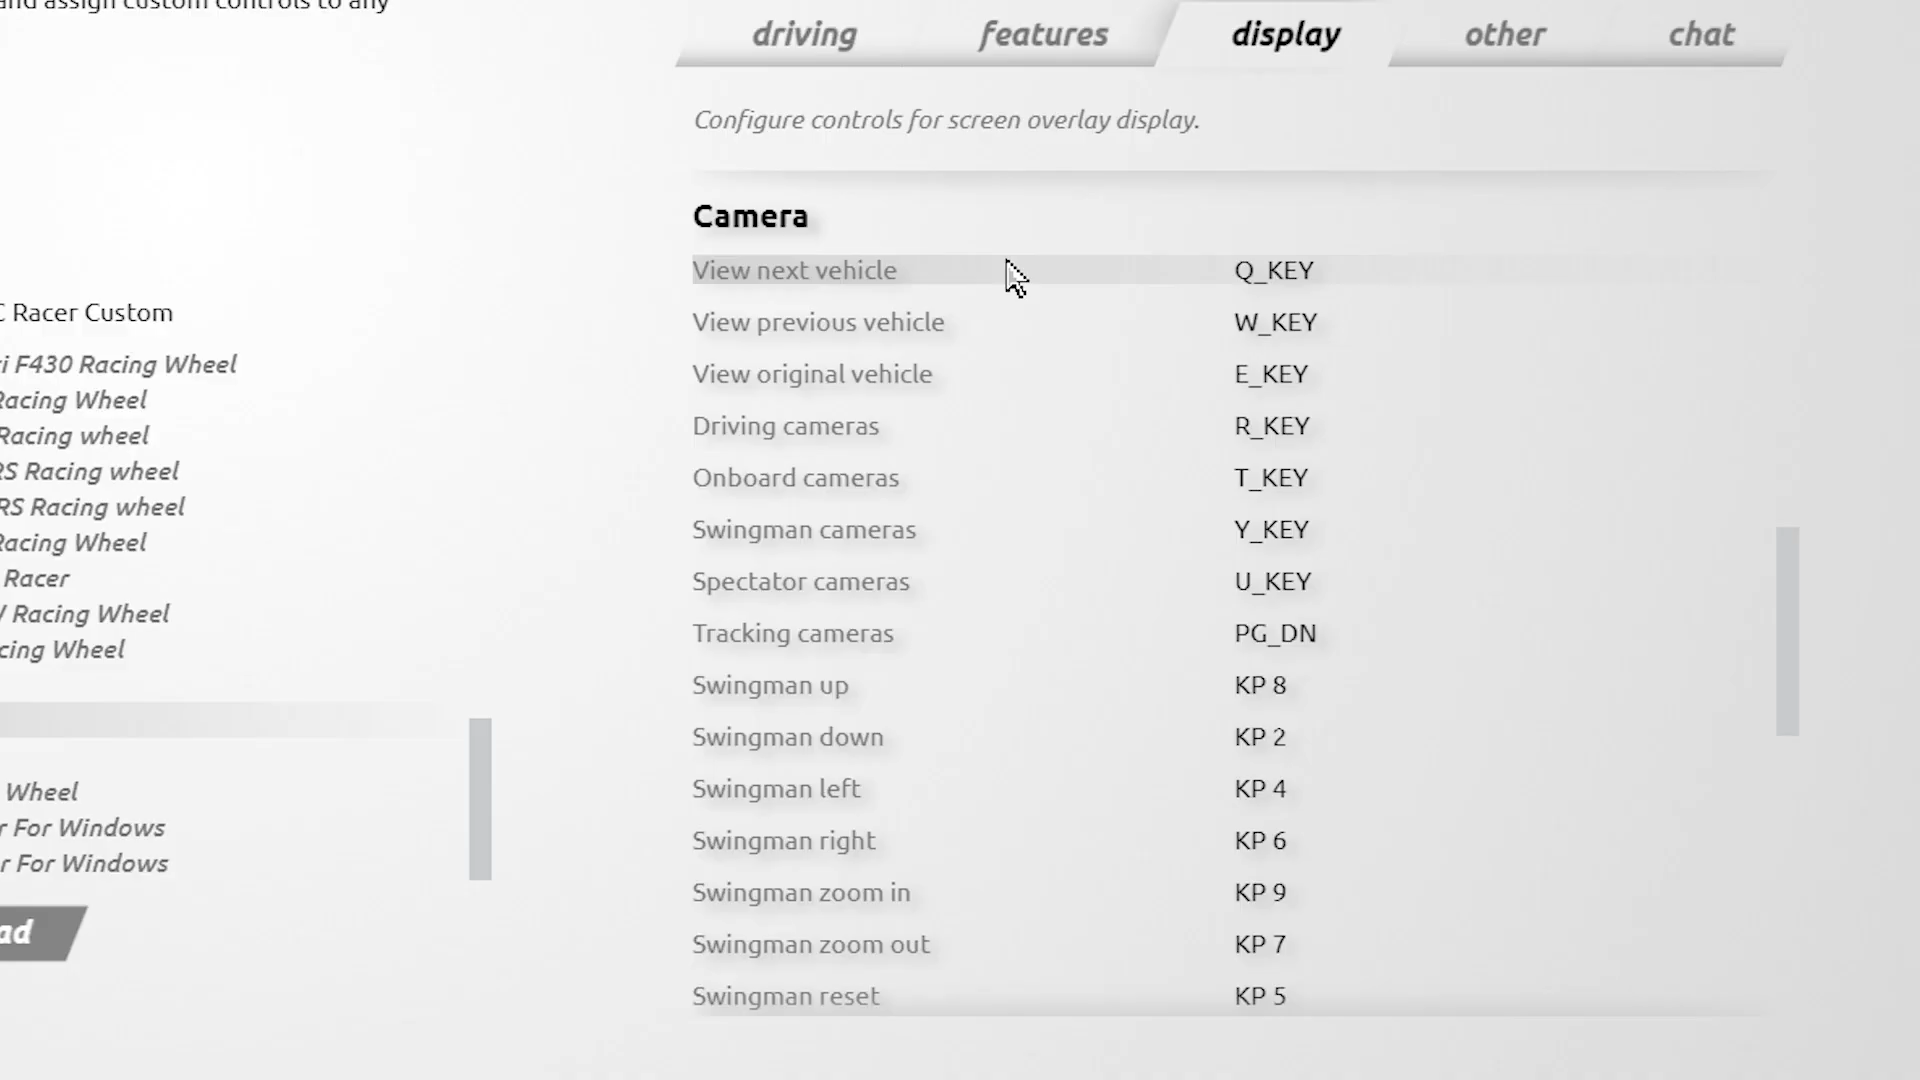 and assign custom controls to any
driving features display other chat
Configure controls for screen overlay display.
Camera
View next vehicle Q_KEY
View previous vehicle W_KEY
View original vehicle E_KEY
Driving cameras R_KEY
Onboard cameras T_KEY
Swingman cameras Y_KEY
Spectator cameras U_KEY
Tracking cameras PG_DN
Swingman up KP 8
Swingman down KP 2
Swingman left KP 4
Swingman right KP 6
Swingman zoom in KP 9
Swingman zoom out KP 7
Swingman reset KP 5
C Racer Custom
i F430 Racing Wheel
Racing Wheel
Racing wheel
RS Racing wheel
RS Racing wheel
Racing Wheel
Racer
Racing Wheel
cing Wheel
Wheel
r For Windows
r For Windows
ad